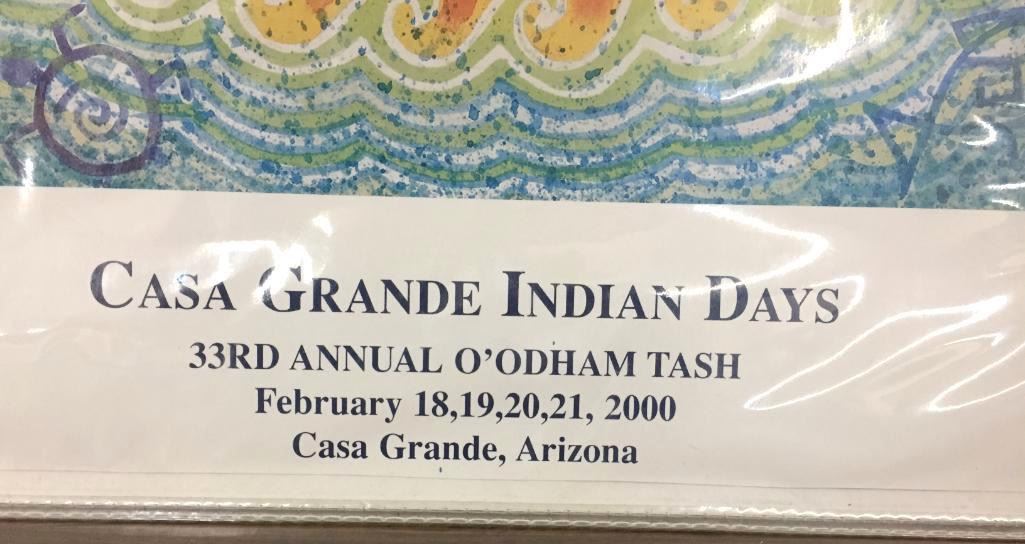 CASA GRANDE INDIAN DAYS
33RD ANNUAL O'ODHAM TASH
February 18,19,20,21, 2000
Casa Grande, Arizona